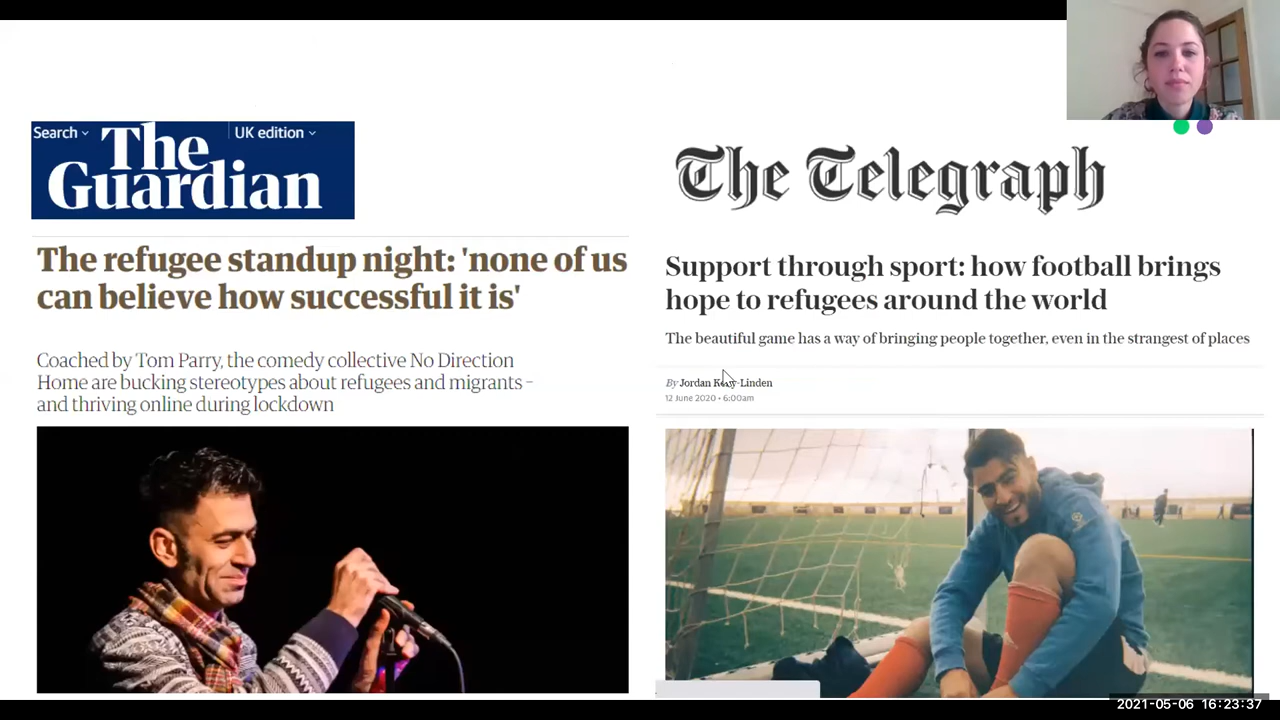 Search
UK edition
The
Guardian
The refugee standup night: 'none of us
can believe how successful it is'
Coached by Tom Parry, the comedy collective No Direction
Home are bucking stereotypes about refugees and migrants –
and thriving online during lockdown
The Telegraph
Support through sport: how football brings
hope to refugees around the world
The beautiful game has a way of bringing people together, even in the strangest of places
By Jordan Kelly-Linden
12 June 2020 • 6:00am
2021-05-06 16:23:37